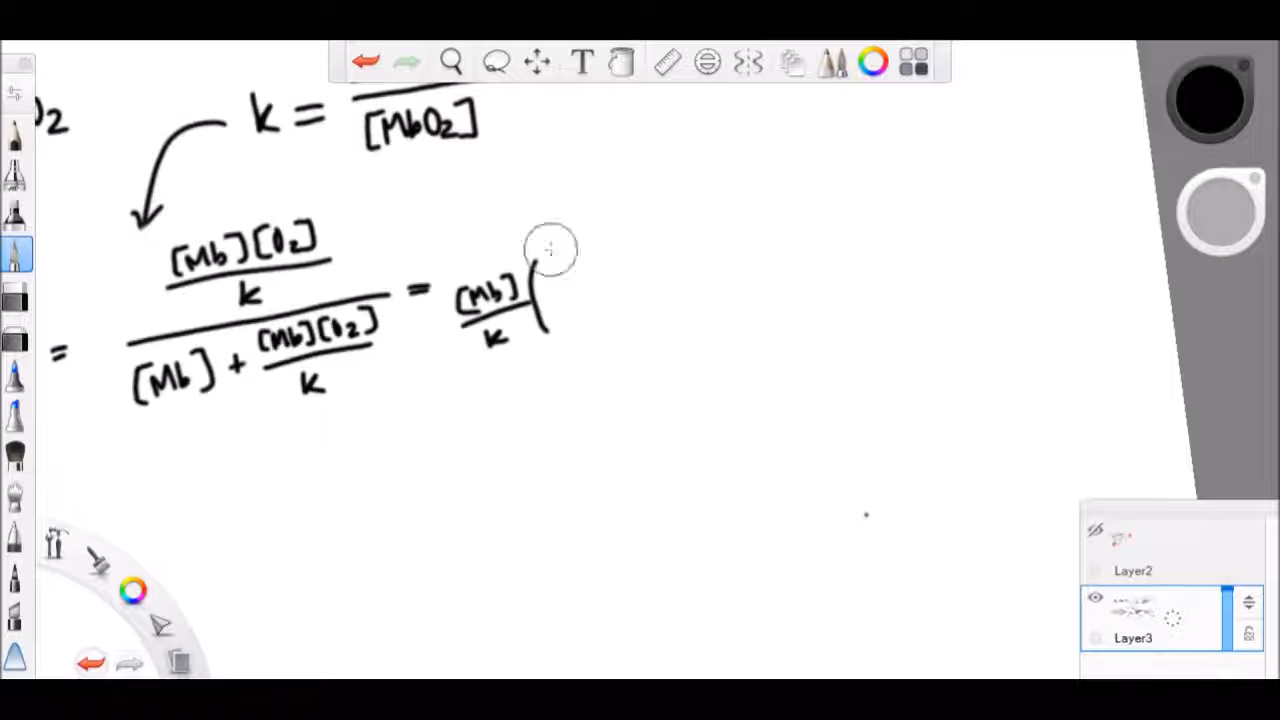 O2
k =
[MbO2]
[Mb][O2]
k
=
[Mb] + [Mb][O2]
k
= [Mb] (
k
T
Layer2
Layer3